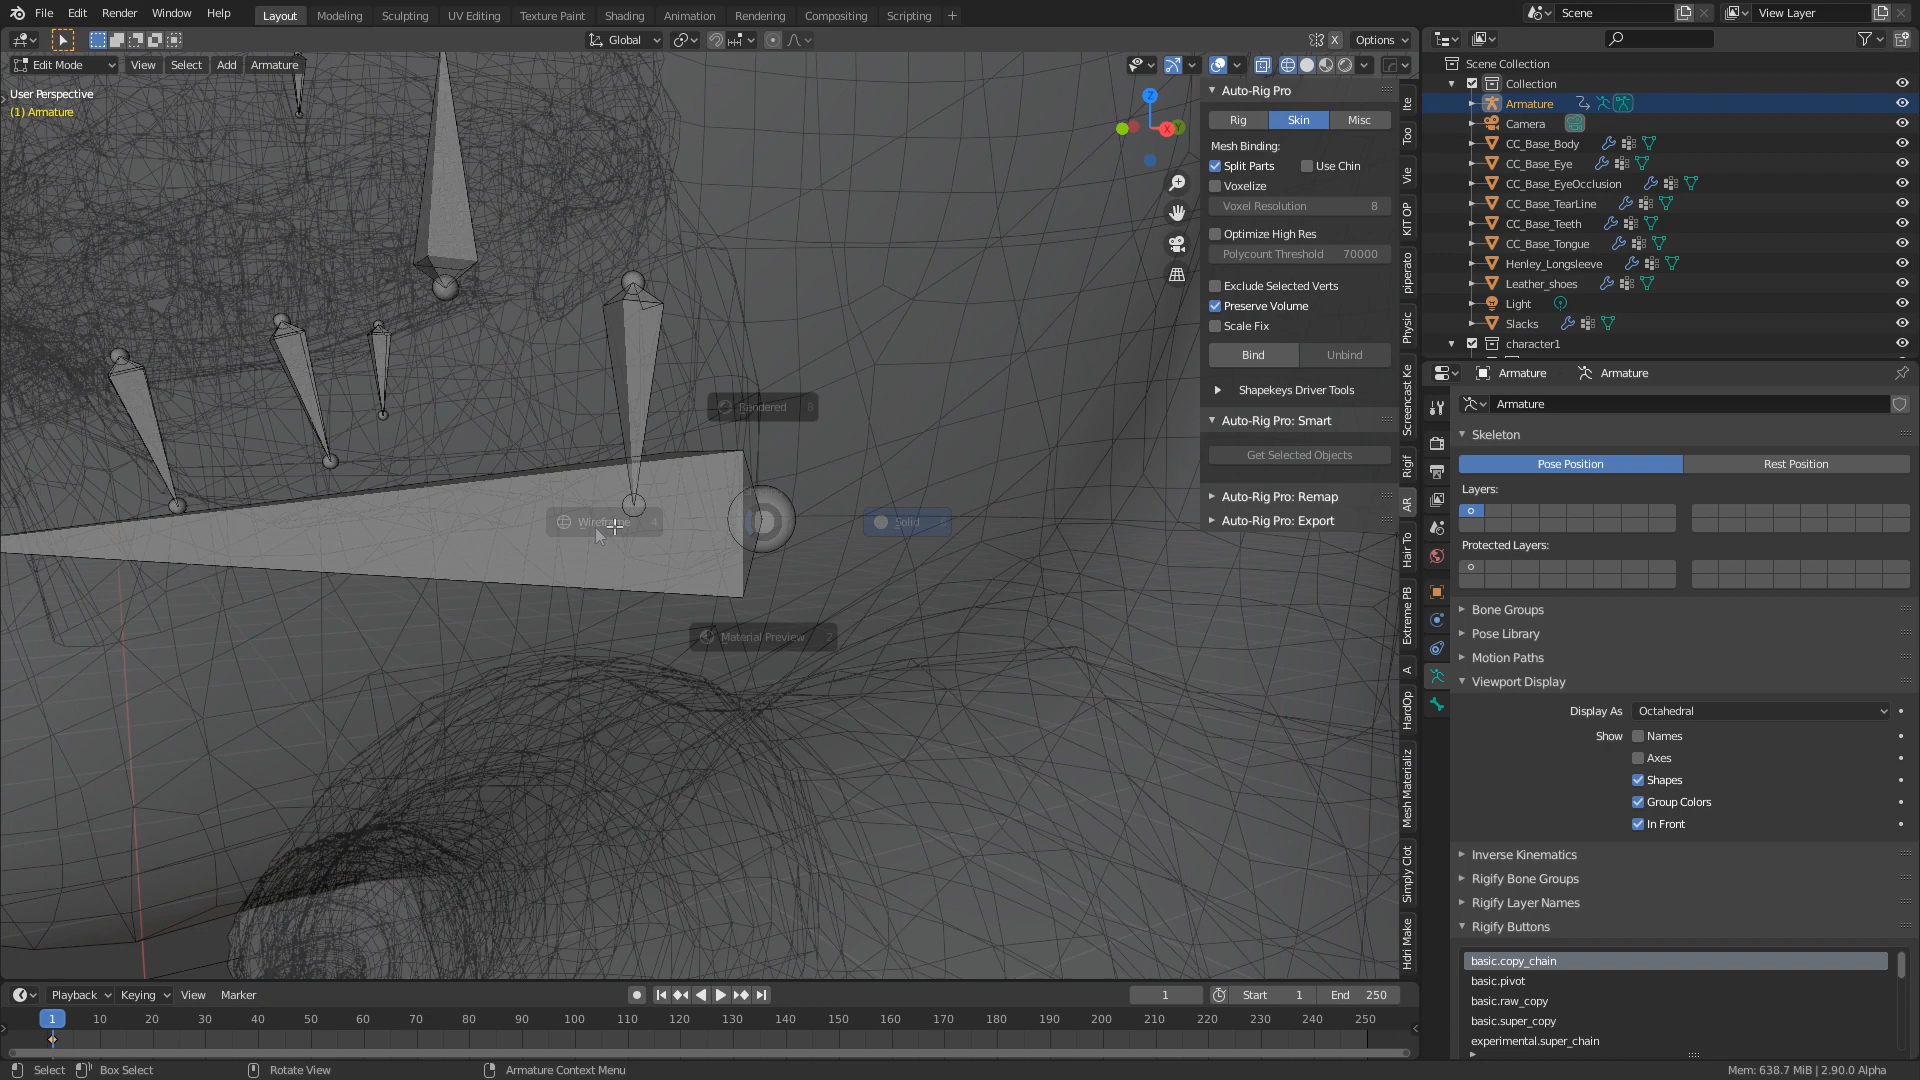 File Edit Render Window Help Layout Modeling Sculpting UV Editing Texture Paint Shading Animation Rendering Compositing Scripting + Scene View Layer
Global X Options
Edit Mode View Select Add Armature
User Perspective
(1) Armature
Z
X
Y
Auto-Rig Pro
Rig Skin Misc
Mesh Binding:
Split Parts Use Chin
Voxelize
Voxel Resolution 8
Optimize High Res
Polycount Threshold 70000
Exclude Selected Verts
Preserve Volume
Scale Fix
Bind Unbind
Shapekeys Driver Tools
Auto-Rig Pro: Smart
Get Selected Objects
Auto-Rig Pro: Remap
Auto-Rig Pro: Export
Ite
Too
Vie
KIT OP
piperato
Physic
Screencast Ke
Rigif
AR
Hair To
Extreme PB
A
HardOp
Mesh Materializ
Simply Clot
Hdri Make
Rendered 8
Wireframe 4
Solid
Material Preview 2
Scene Collection
Collection
Armature
Camera
CC_Base_Body
CC_Base_Eye
CC_Base_EyeOcclusion
CC_Base_TearLine
CC_Base_Teeth
CC_Base_Tongue
Henley_Longsleeve
Leather_shoes
Light
Slacks
character1
Armature Armature
Armature
Skeleton
Pose Position Rest Position
Layers:
Protected Layers:
Bone Groups
Pose Library
Motion Paths
Viewport Display
Display As Octahedral
Show Names
Axes
Shapes
Group Colors
In Front
Inverse Kinematics
Rigify Bone Groups
Rigify Layer Names
Rigify Buttons
basic.copy_chain
basic.pivot
basic.raw_copy
basic.super_copy
experimental.super_chain
Playback Keying View Marker 1 Start 1 End 250
1 10 20 30 40 50 60 70 80 90 100 110 120 130 140 150 160 170 180 190 200 210 220 230 240 250
Select Box Select Rotate View Armature Context Menu Mem: 638.7 MiB | 2.90.0 Alpha